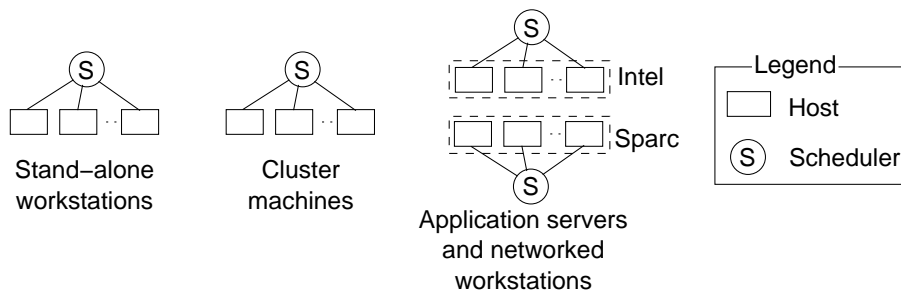 S
Stand–alone
workstations
S
Cluster
machines
S
Intel
Sparc
S
Application servers
and networked
workstations
Legend
Host
S
Scheduler